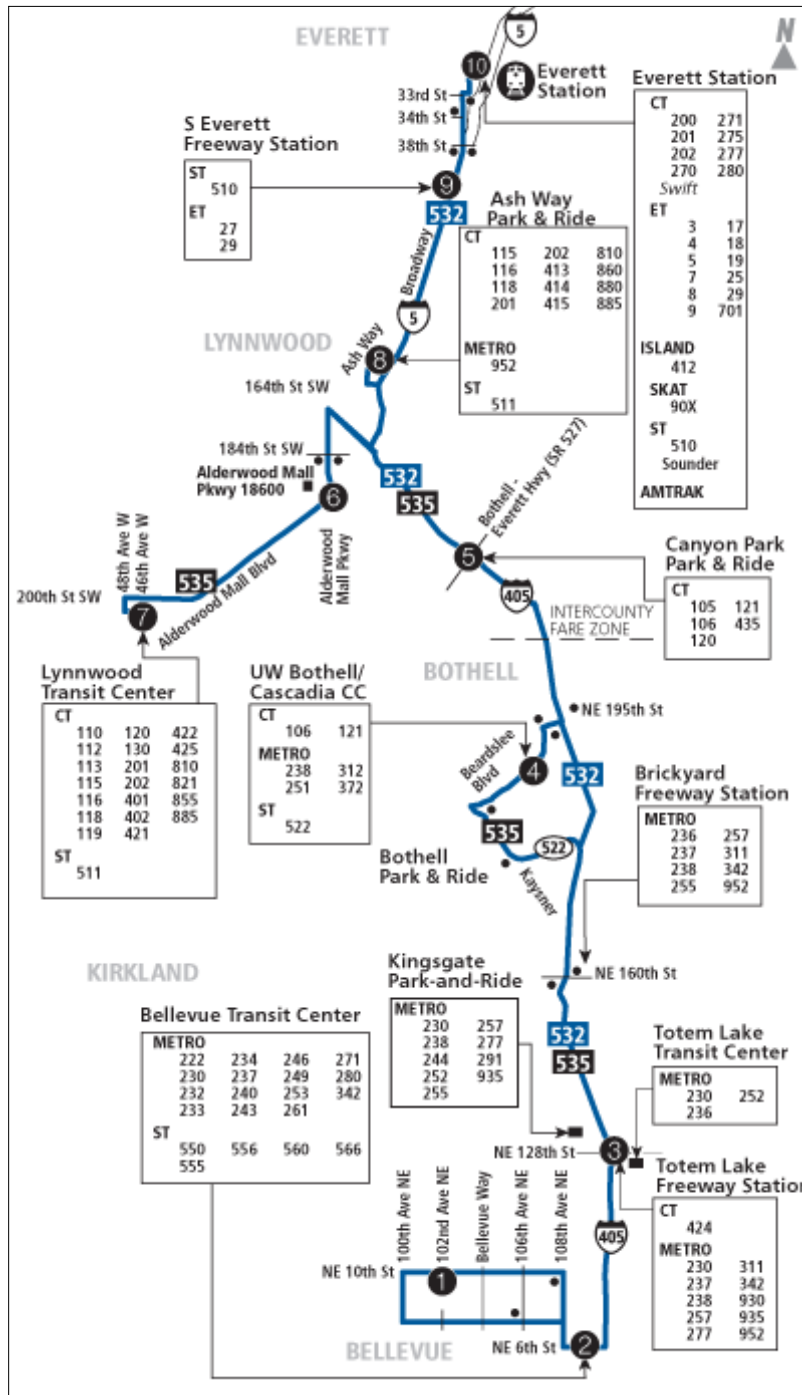 EVERETT
5
N
10
Everett
Station
33rd St
34th St
38th St
Everett Station
CT
200 271
201 275
202 277
270 280
Swift
ET
3 17
4 18
5 19
7 25
8 29
9 701
ISLAND
412
SKAT
90X
ST
510
Sounder
AMTRAK
S Everett
Freeway Station
ST
510
ET
27
29
9
532
Broadway
5
Ash Way
Park & Ride
CT
115 202 810
116 413 860
118 414 880
201 415 885
METRO
952
ST
511
LYNNWOOD
Ash Way
8
164th St SW
184th St SW
Alderwood Mall
Pkwy 18600
6
532
535
Bothell -
Everett Hwy (SR 527)
5
48th Ave W
46th Ave W
535
Alderwood Mall Blvd
Alderwood
Mall Pkwy
200th St SW
7
405
INTERCOUNTY
FARE ZONE
Canyon Park
Park & Ride
CT
105 121
106 435
120
Lynnwood
Transit Center
CT
110 120 422
112 130 425
113 201 810
115 202 821
116 401 855
118 402 885
119 421
ST
511
UW Bothell/
Cascadia CC
CT
106 121
METRO
238 312
251 372
ST
522
BOTHELL
NE 195th St
Beardslee
Blvd
4
532
535
522
Bothell
Park & Ride
Kaysner
Brickyard
Freeway Station
METRO
236 257
237 311
238 342
255 952
KIRKLAND
NE 160th St
Kingsgate
Park-and-Ride
METRO
230 257
238 277
244 291
252 935
255
532
535
Bellevue Transit Center
METRO
222 234 246 271
230 237 249 280
232 240 253 342
233 243 261
ST
550 556 560 566
555
Totem Lake
Transit Center
METRO
230 252
236
NE 128th St
3
Totem Lake
Freeway Station
CT
424
METRO
230 311
237 342
238 930
257 935
277 952
405
100th Ave NE
102nd Ave NE
Bellevue Way
106th Ave NE
108th Ave NE
NE 10th St
1
NE 6th St
2
BELLEVUE